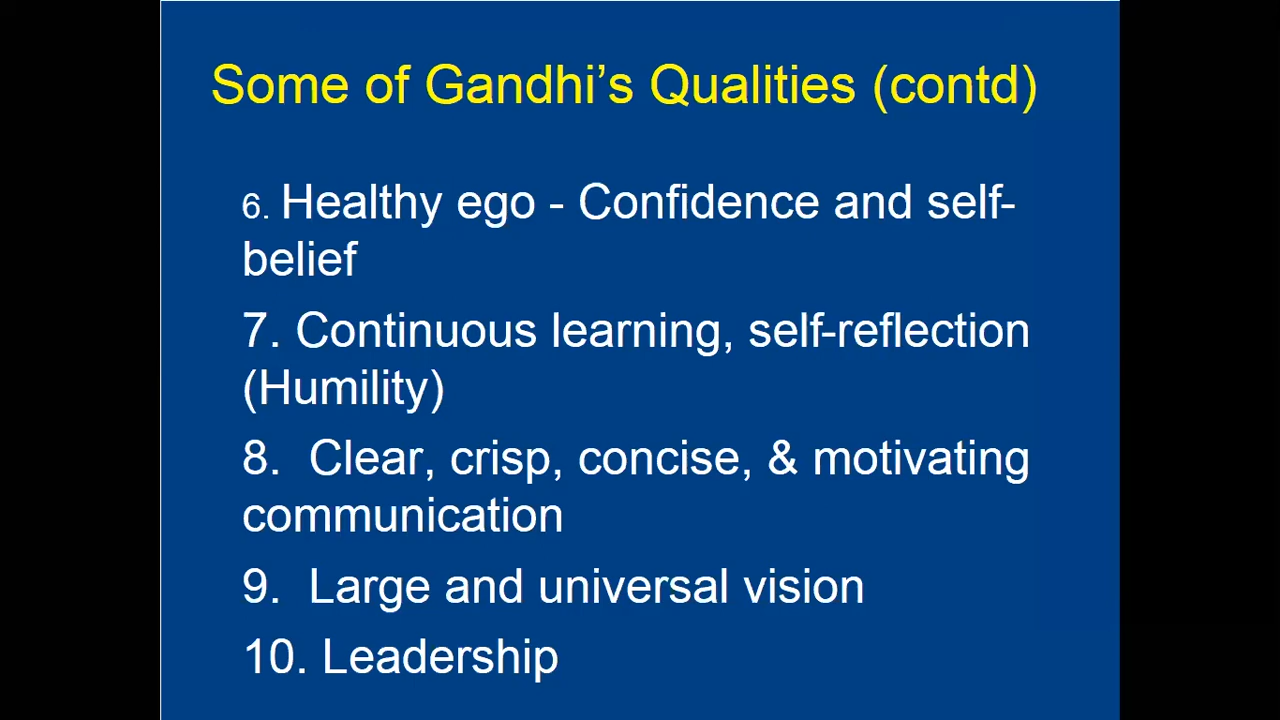 Some of Gandhi’s Qualities (contd)
6. Healthy ego - Confidence and self-
belief
7. Continuous learning, self-reflection
(Humility)
8.  Clear, crisp, concise, & motivating
communication
9.  Large and universal vision
10. Leadership